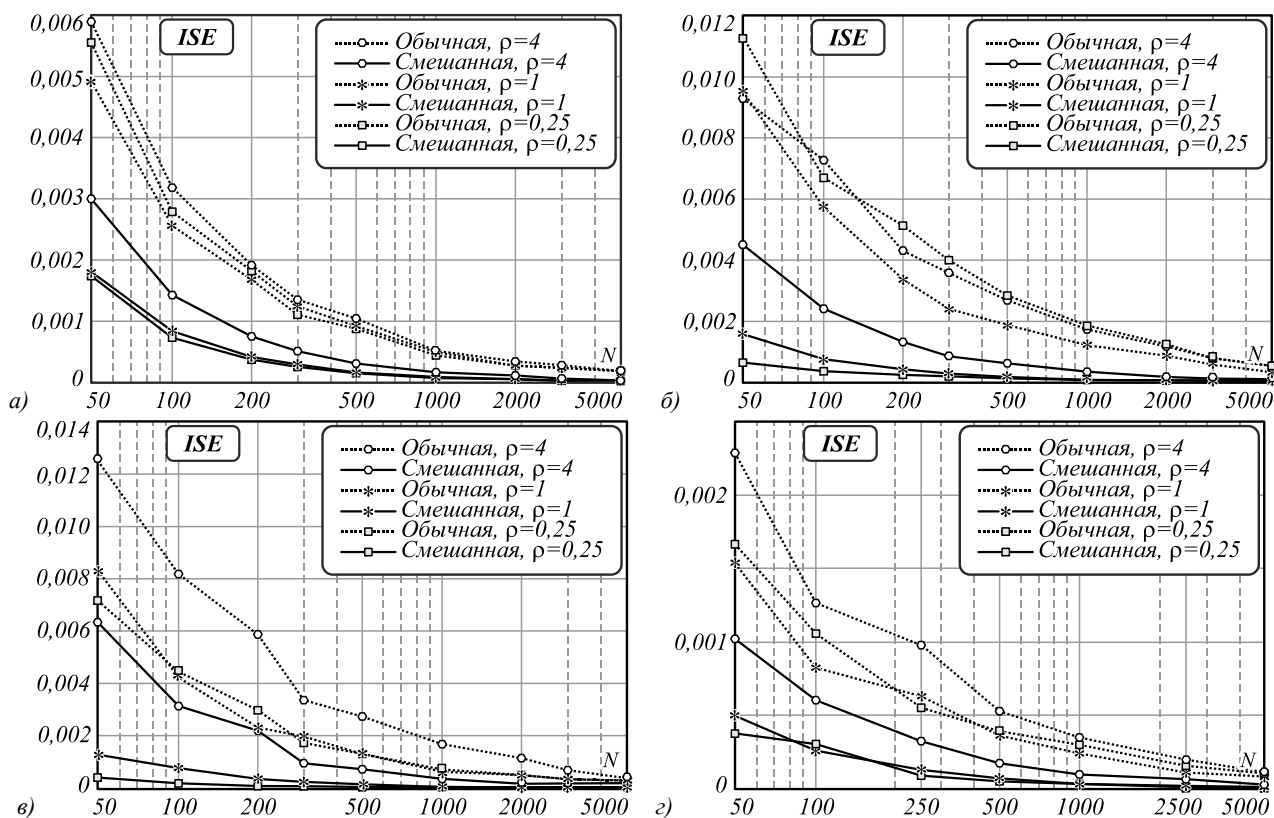 0,006
0,005
0,004
0,003
0,002
0,001
0
ISE
Обычная, ρ=4
Смешанная, ρ=4
Обычная, ρ=1
Смешанная, ρ=1
Обычная, ρ=0,25
Смешанная, ρ=0,25
N
50 100 200 500 1000 2000 5000
а)
0,012
0,010
0,008
0,006
0,004
0,002
0
ISE
Обычная, ρ=4
Смешанная, ρ=4
Обычная, ρ=1
Смешанная, ρ=1
Обычная, ρ=0,25
Смешанная, ρ=0,25
N
50 100 200 500 1000 2000 5000
б)
0,014
0,012
0,010
0,008
0,006
0,004
0,002
0
ISE
Обычная, ρ=4
Смешанная, ρ=4
Обычная, ρ=1
Смешанная, ρ=1
Обычная, ρ=0,25
Смешанная, ρ=0,25
N
50 100 200 500 1000 2000 5000
в)
0,002
0,001
0
ISE
Обычная, ρ=4
Смешанная, ρ=4
Обычная, ρ=1
Смешанная, ρ=1
Обычная, ρ=0,25
Смешанная, ρ=0,25
N
50 100 250 500 1000 2500 5000
г)